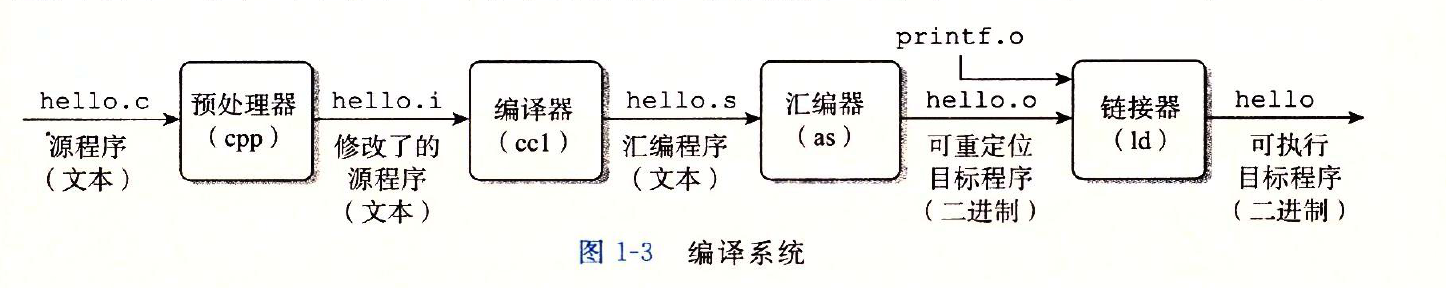 printf.o
hello.c
预处理器
(cpp)
hello.i
编译器
(cc1)
hello.s
汇编器
(as)
hello.o
链接器
(ld)
hello
源程序
(文本)
修改了的
源程序
(文本)
汇编程序
(文本)
可重定位
目标程序
(二进制)
可执行
目标程序
(二进制)
图 1-3 编译系统